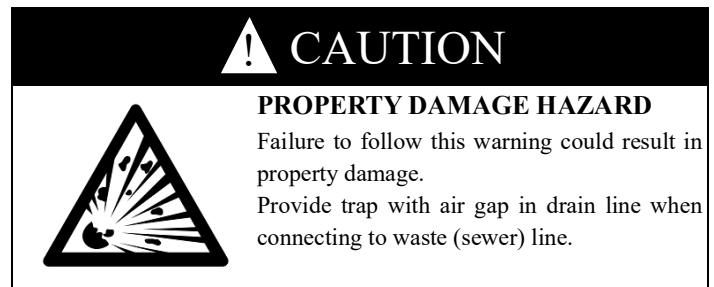 ! CAUTION
PROPERTY DAMAGE HAZARD
Failure to follow this warning could result in
property damage.
Provide trap with air gap in drain line when
connecting to waste (sewer) line.